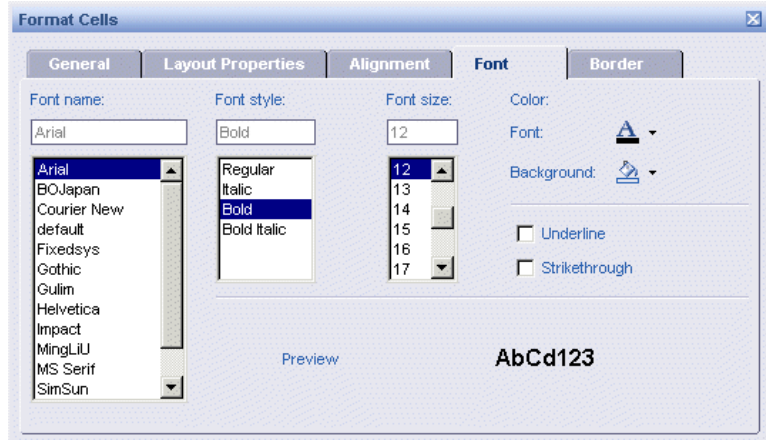 Format Cells
General Layout Properties Alignment Font Border
Font name: Font style: Font size: Color:
Arial Bold 12 Font: A
Background:
Arial
BOJapan
Courier New
default
Fixedsys
Gothic
Gulim
Helvetica
Impact
MingLiU
MS Serif
SimSun
Regular
Italic
Bold
Bold Italic
12
13
14
15
16
17
Underline
Strikethrough
Preview AbCd123